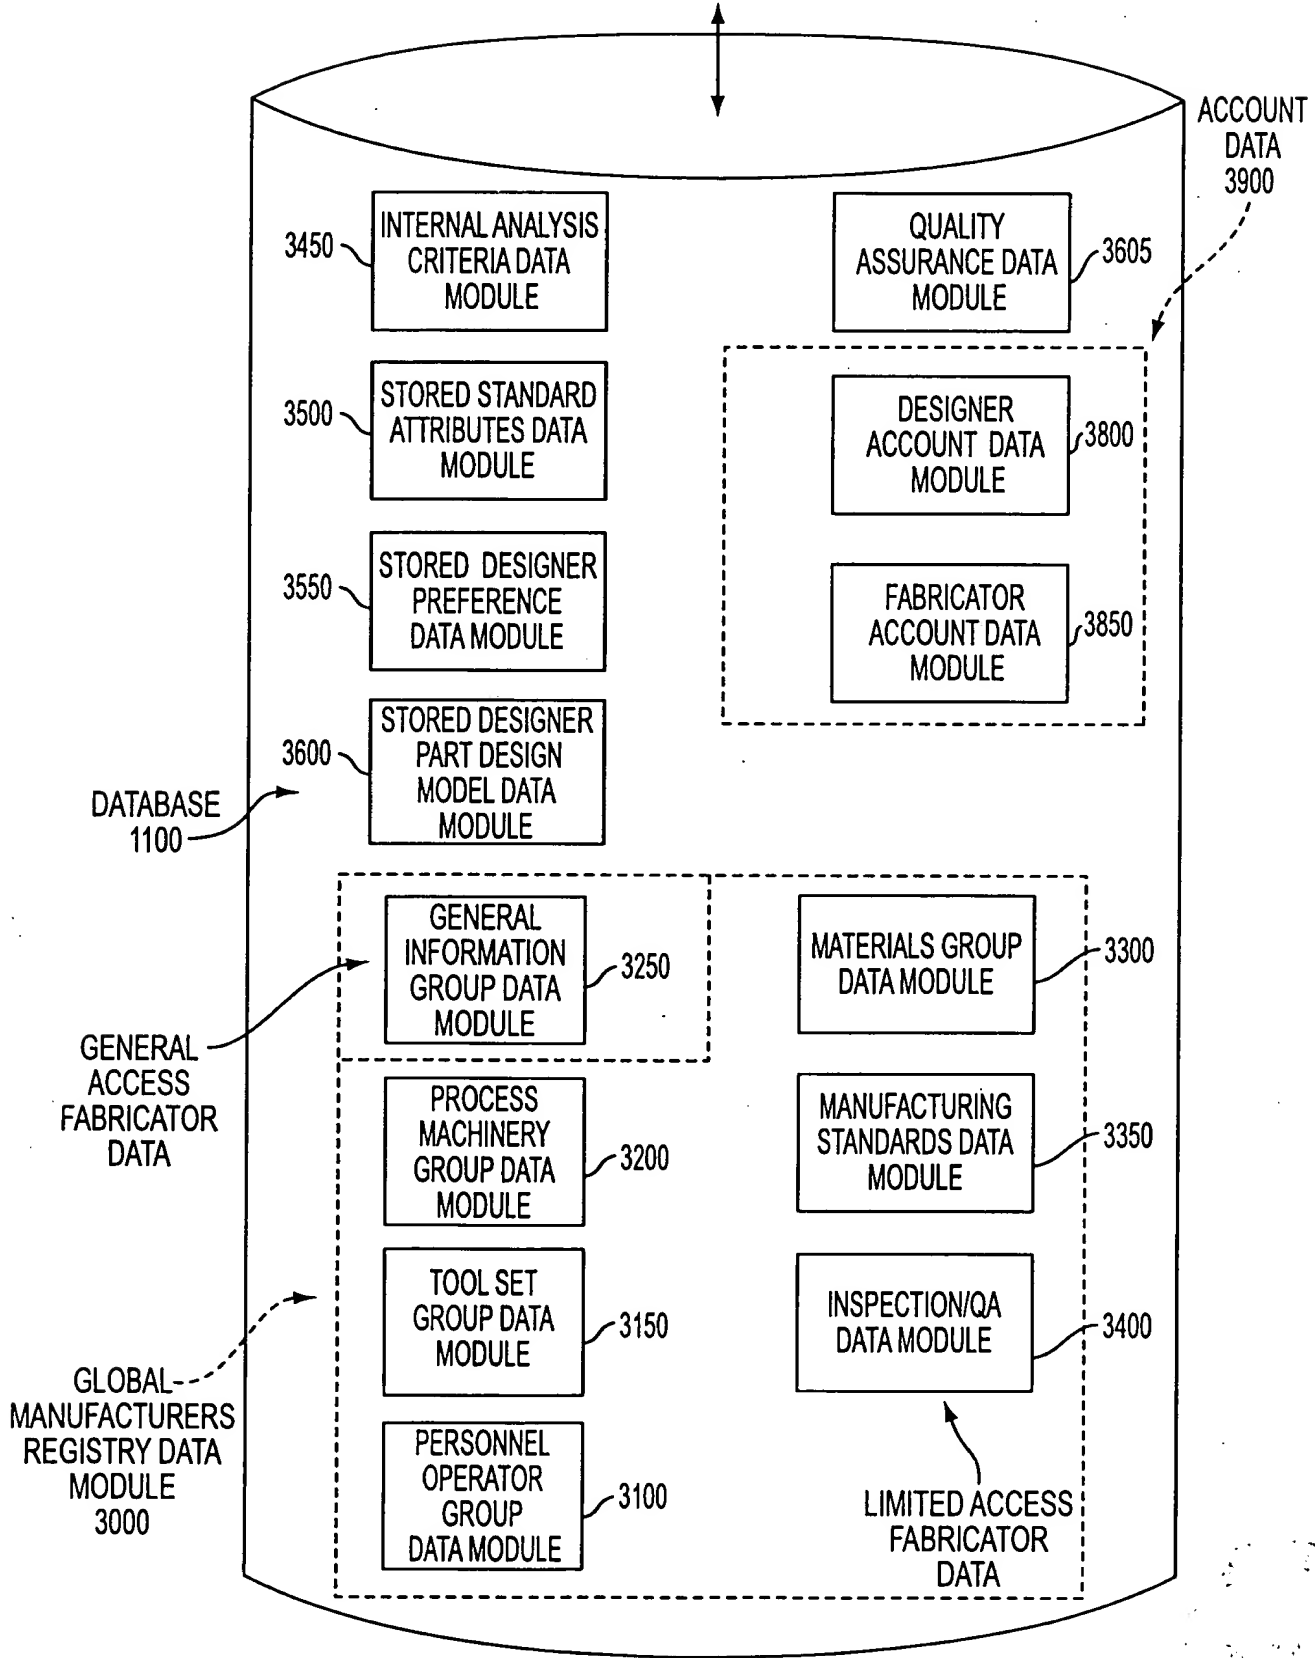 ACCOUNT
DATA
3900
INTERNAL ANALYSIS
CRITERIA DATA
MODULE
3450
QUALITY
ASSURANCE DATA
MODULE
3605
STORED STANDARD
ATTRIBUTES DATA
MODULE
3500
DESIGNER
ACCOUNT DATA
MODULE
3800
STORED DESIGNER
PREFERENCE
DATA MODULE
3550
FABRICATOR
ACCOUNT DATA
MODULE
3850
STORED DESIGNER
PART DESIGN
MODEL DATA
MODULE
3600
DATABASE
1100
GENERAL
INFORMATION
GROUP DATA
MODULE
3250
MATERIALS GROUP
DATA MODULE
3300
GENERAL
ACCESS
FABRICATOR
DATA
PROCESS
MACHINERY
GROUP DATA
MODULE
3200
MANUFACTURING
STANDARDS DATA
MODULE
3350
TOOL SET
GROUP DATA
MODULE
3150
INSPECTION/QA
DATA MODULE
3400
GLOBAL
MANUFACTURERS
REGISTRY DATA
MODULE
3000
PERSONNEL
OPERATOR
GROUP
DATA MODULE
3100
LIMITED ACCESS
FABRICATOR
DATA